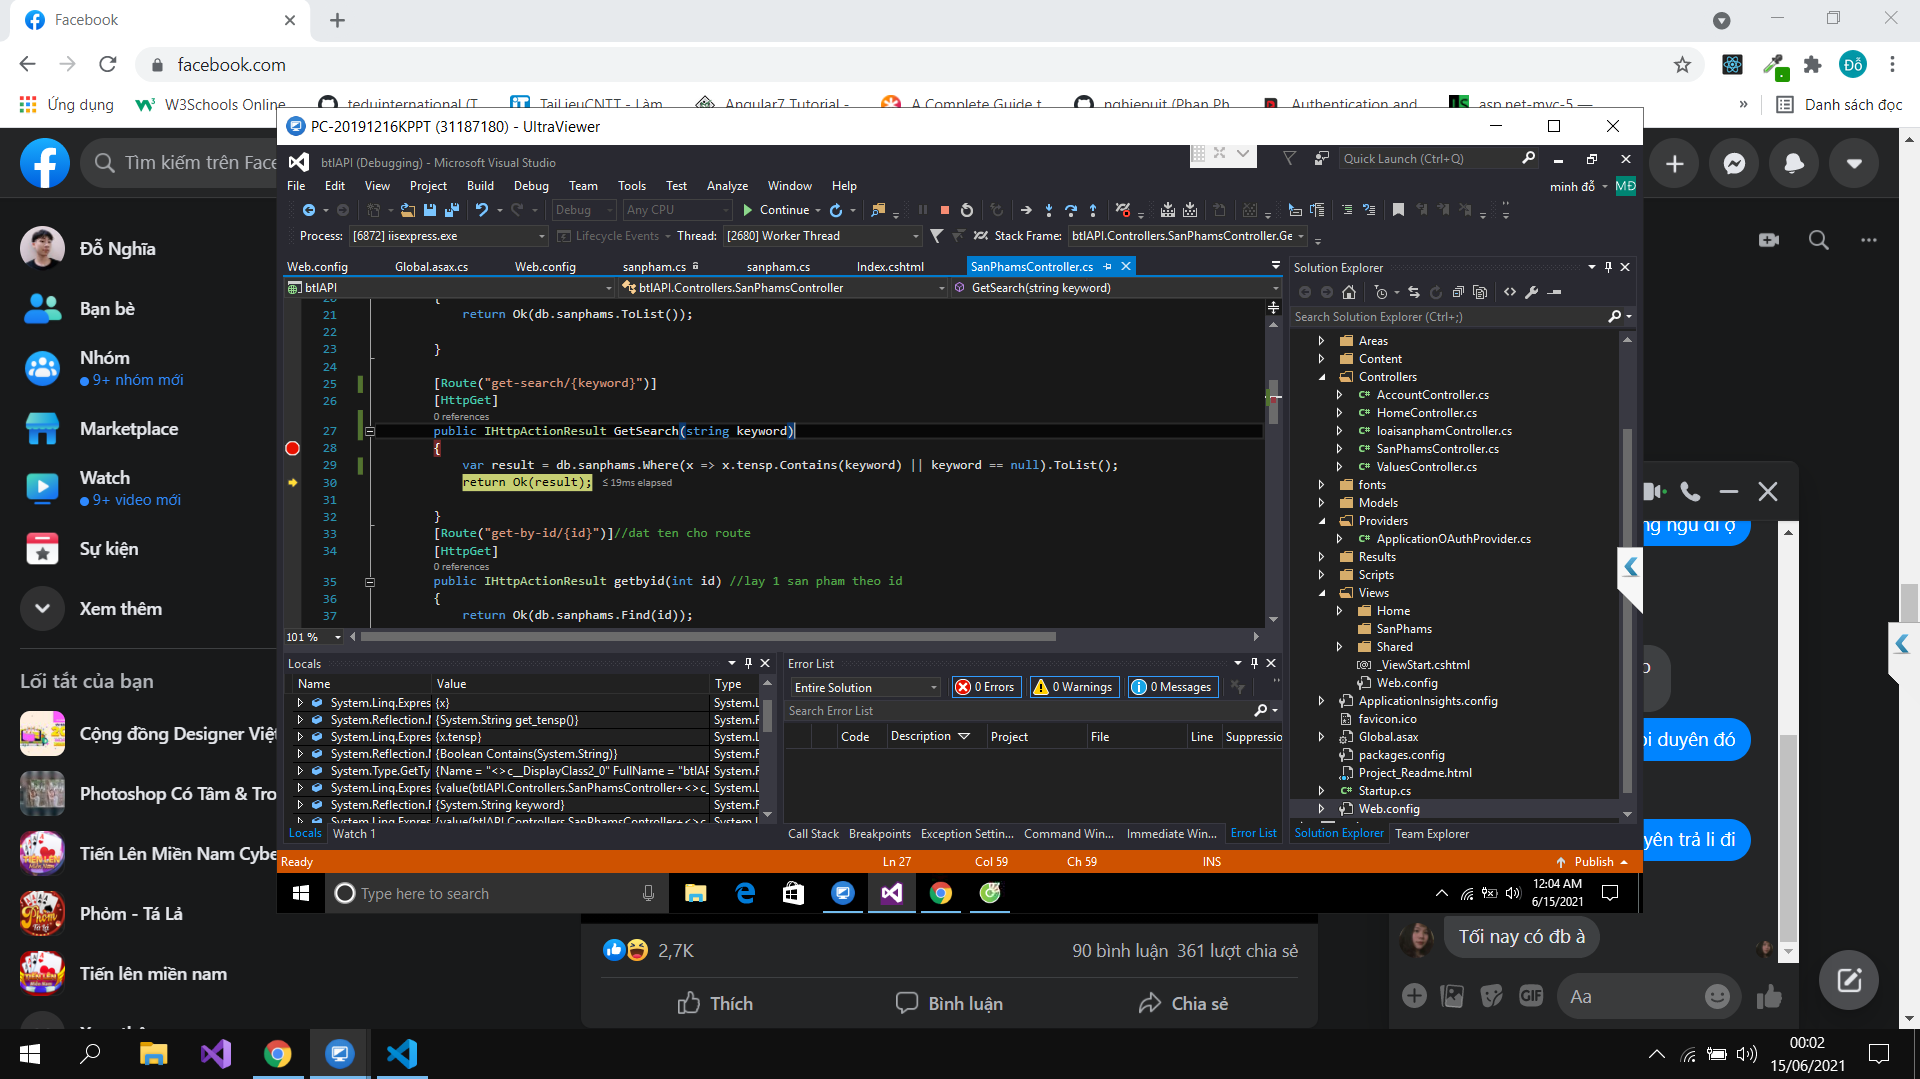 Facebook
facebook.com
Đỗ
Ứng dụng
W3Schools Online
teduinternational (T
TaiLieuCNTT - Làm
Angular7 Tutorial -
A Complete Guide t
nghiepuit (Phan Ph
Authentication and
asp.net-mvc-5 —
»
Danh sách đọc
PC-20191216KPPT (31187180) - UltraViewer
Tìm kiếm trên Face
btlAPI (Debugging) - Microsoft Visual Studio
Quick Launch (Ctrl+Q)
File Edit View Project Build Debug Team Tools Test Analyze Window Help
minh đỗ
MĐ
Debug
Any CPU
Continue
Process: [6872] iisexpress.exe
Lifecycle Events
Thread: [2680] Worker Thread
Stack Frame: btlAPI.Controllers.SanPhamsController.Ge
Web.config
Global.asax.cs
Web.config
sanpham.cs
sanpham.cs
Index.cshtml
SanPhamsController.cs
btlAPI
btlAPI.Controllers.SanPhamsController
GetSearch(string keyword)
20 {
21 return Ok(db.sanphams.ToList());
22
23 }
24
25 [Route("get-search/{keyword}")]
26 [HttpGet]
0 references
27 public IHttpActionResult GetSearch(string keyword)
28 {
29 var result = db.sanphams.Where(x => x.tensp.Contains(keyword) || keyword == null).ToList();
30 return Ok(result); ≤ 19ms elapsed
31
32 }
33 [Route("get-by-id/{id}")]//dat ten cho route
34 [HttpGet]
0 references
35 public IHttpActionResult getbyid(int id) //lay 1 san pham theo id
36 {
37 return Ok(db.sanphams.Find(id));
101 %
Solution Explorer
Search Solution Explorer (Ctrl+;)
Areas
Content
Controllers
AccountController.cs
HomeController.cs
loaisanphamController.cs
SanPhamsController.cs
ValuesController.cs
fonts
Models
Providers
ApplicationOAuthProvider.cs
Results
Scripts
Views
Home
SanPhams
Shared
_ViewStart.cshtml
Web.config
ApplicationInsights.config
favicon.ico
Global.asax
packages.config
Project_Readme.html
Startup.cs
Web.config
Solution Explorer
Team Explorer
Locals
Name Value Type
System.Linq.Expres {x} System.L
System.Reflection.M {System.String get_tensp()} System.F
System.Linq.Expres {x.tensp} System.L
System.Reflection.M {Boolean Contains(System.String)} System.F
System.Type.GetTy {Name = "<>c__DisplayClass2_0" FullName = "btlAP System.F
System.Linq.Expres {value(btlAPI.Controllers.SanPhamsController+<>c_ System.L
System.Reflection.F {System.String keyword} System.F
System.Linq.Expres {value(btlAPI.Controllers.SanPhamsController+<>c_ System.L
Locals
Watch 1
Error List
Entire Solution
0 Errors
0 Warnings
0 Messages
Search Error List
Code Description Project File Line Suppressio
Call Stack
Breakpoints
Exception Settin...
Command Win...
Immediate Win...
Error List
Ready
Ln 27
Col 59
Ch 59
INS
Publish
Type here to search
12:04 AM
6/15/2021
Đỗ Nghĩa
Bạn bè
Nhóm
9+ nhóm mới
Marketplace
Watch
9+ video mới
Sự kiện
Xem thêm
Lối tắt của bạn
Cộng đồng Designer Việt
Photoshop Có Tâm & Tro
Tiến Lên Miền Nam Cybe
Phỏm - Tá Lả
Tiến lên miền nam
2,7K
90 bình luận 361 lượt chia sẻ
Thích
Bình luận
Chia sẻ
ng ngủ đi ợ
i duyên đó
yên trả li đi
Tối nay có đb à
GIF
Aa
00:02
15/06/2021